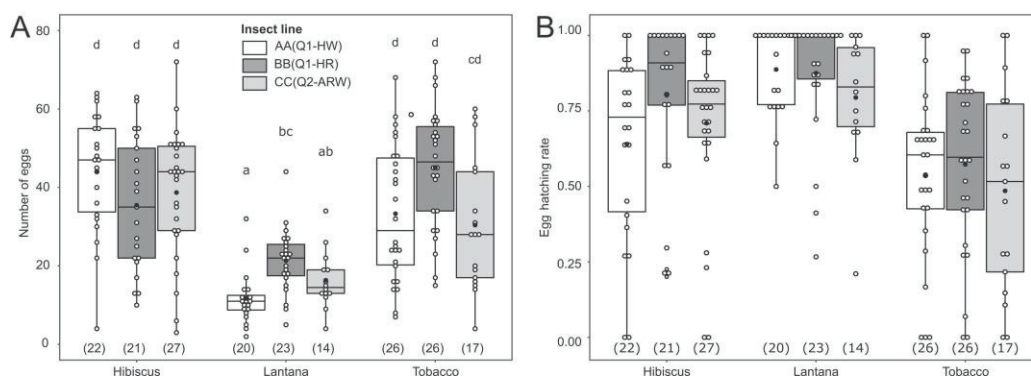 A
Number of eggs
80
60
40
20
0
Insect line
AA(Q1-HW)
BB(Q1-HR)
CC(Q2-ARW)
d d d a bc ab d d cd
(22) (21) (27) (20) (23) (14) (26) (26) (17)
Hibiscus Lantana Tobacco
B
Egg hatching rate
1.00
0.75
0.50
0.25
0.00
(22) (21) (27) (20) (23) (14) (26) (26) (17)
Hibiscus Lantana Tobacco